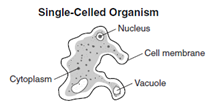 Single-Celled Organism
Nucleus
Cell membrane
Cytoplasm
Vacuole